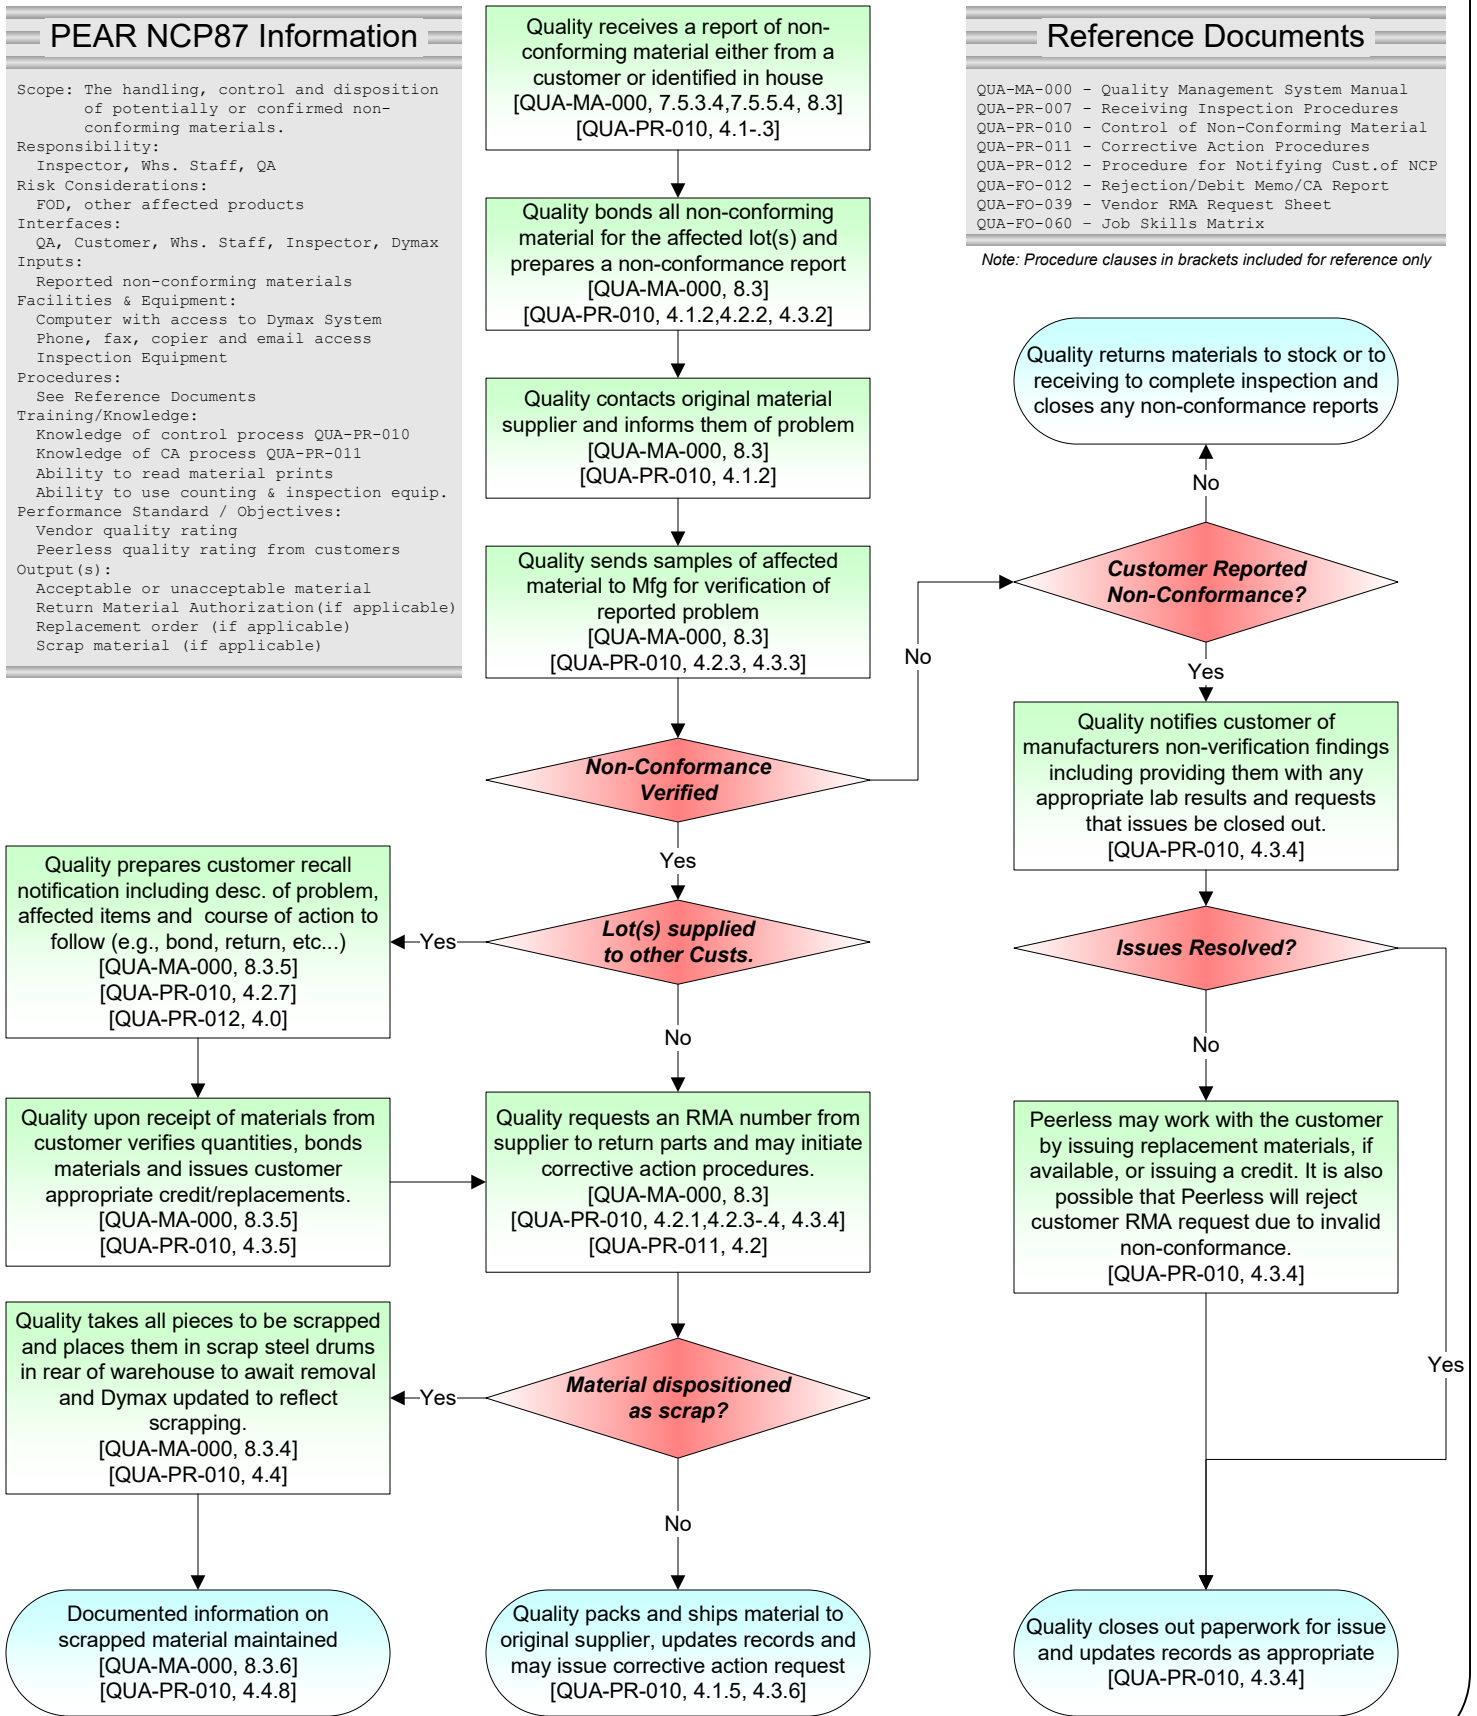 PEAR NCP87 Information
Scope: The handling, control and disposition
of potentially or confirmed non-
conforming materials.
Responsibility:
Inspector, Whs. Staff, QA
Risk Considerations:
FOD, other affected products
Interfaces:
QA, Customer, Whs. Staff, Inspector, Dymax
Inputs:
Reported non-conforming materials
Facilities & Equipment:
Computer with access to Dymax System
Phone, fax, copier and email access
Inspection Equipment
Procedures:
See Reference Documents
Training/Knowledge:
Knowledge of control process QUA-PR-010
Knowledge of CA process QUA-PR-011
Ability to read material prints
Ability to use counting & inspection equip.
Performance Standard / Objectives:
Vendor quality rating
Peerless quality rating from customers
Output(s):
Acceptable or unacceptable material
Return Material Authorization(if applicable)
Replacement order (if applicable)
Scrap material (if applicable)
Quality receives a report of non-
conforming material either from a
customer or identified in house
[QUA-MA-000, 7.5.3.4,7.5.5.4, 8.3]
[QUA-PR-010, 4.1-.3]
Quality bonds all non-conforming
material for the affected lot(s) and
prepares a non-conformance report
[QUA-MA-000, 8.3]
[QUA-PR-010, 4.1.2,4.2.2, 4.3.2]
Quality contacts original material
supplier and informs them of problem
[QUA-MA-000, 8.3]
[QUA-PR-010, 4.1.2]
Quality sends samples of affected
material to Mfg for verification of
reported problem
[QUA-MA-000, 8.3]
[QUA-PR-010, 4.2.3, 4.3.3]
Non-Conformance
Verified
No
Yes
Lot(s) supplied
to other Custs.
Yes
No
Quality prepares customer recall
notification including desc. of problem,
affected items and  course of action to
follow (e.g., bond, return, etc...)
[QUA-MA-000, 8.3.5]
[QUA-PR-010, 4.2.7]
[QUA-PR-012, 4.0]
Quality upon receipt of materials from
customer verifies quantities, bonds
materials and issues customer
appropriate credit/replacements.
[QUA-MA-000, 8.3.5]
[QUA-PR-010, 4.3.5]
Quality requests an RMA number from
supplier to return parts and may initiate
corrective action procedures.
[QUA-MA-000, 8.3]
[QUA-PR-010, 4.2.1,4.2.3-.4, 4.3.4]
[QUA-PR-011, 4.2]
Material dispositioned
as scrap?
Yes
No
Quality takes all pieces to be scrapped
and places them in scrap steel drums
in rear of warehouse to await removal
and Dymax updated to reflect
scrapping.
[QUA-MA-000, 8.3.4]
[QUA-PR-010, 4.4]
Documented information on
scrapped material maintained
[QUA-MA-000, 8.3.6]
[QUA-PR-010, 4.4.8]
Quality packs and ships material to
original supplier, updates records and
may issue corrective action request
[QUA-PR-010, 4.1.5, 4.3.6]
Reference Documents
QUA-MA-000 - Quality Management System Manual
QUA-PR-007 - Receiving Inspection Procedures
QUA-PR-010 - Control of Non-Conforming Material
QUA-PR-011 - Corrective Action Procedures
QUA-PR-012 - Procedure for Notifying Cust.of NCP
QUA-FO-012 - Rejection/Debit Memo/CA Report
QUA-FO-039 - Vendor RMA Request Sheet
QUA-FO-060 – Job Skills Matrix
Note: Procedure clauses in brackets included for reference only
Quality returns materials to stock or to
receiving to complete inspection and
closes any non-conformance reports
No
Customer Reported
Non-Conformance?
Yes
Quality notifies customer of
manufacturers non-verification findings
including providing them with any
appropriate lab results and requests
that issues be closed out.
[QUA-PR-010, 4.3.4]
Issues Resolved?
No
Yes
Peerless may work with the customer
by issuing replacement materials, if
available, or issuing a credit. It is also
possible that Peerless will reject
customer RMA request due to invalid
non-conformance.
[QUA-PR-010, 4.3.4]
Quality closes out paperwork for issue
and updates records as appropriate
[QUA-PR-010, 4.3.4]